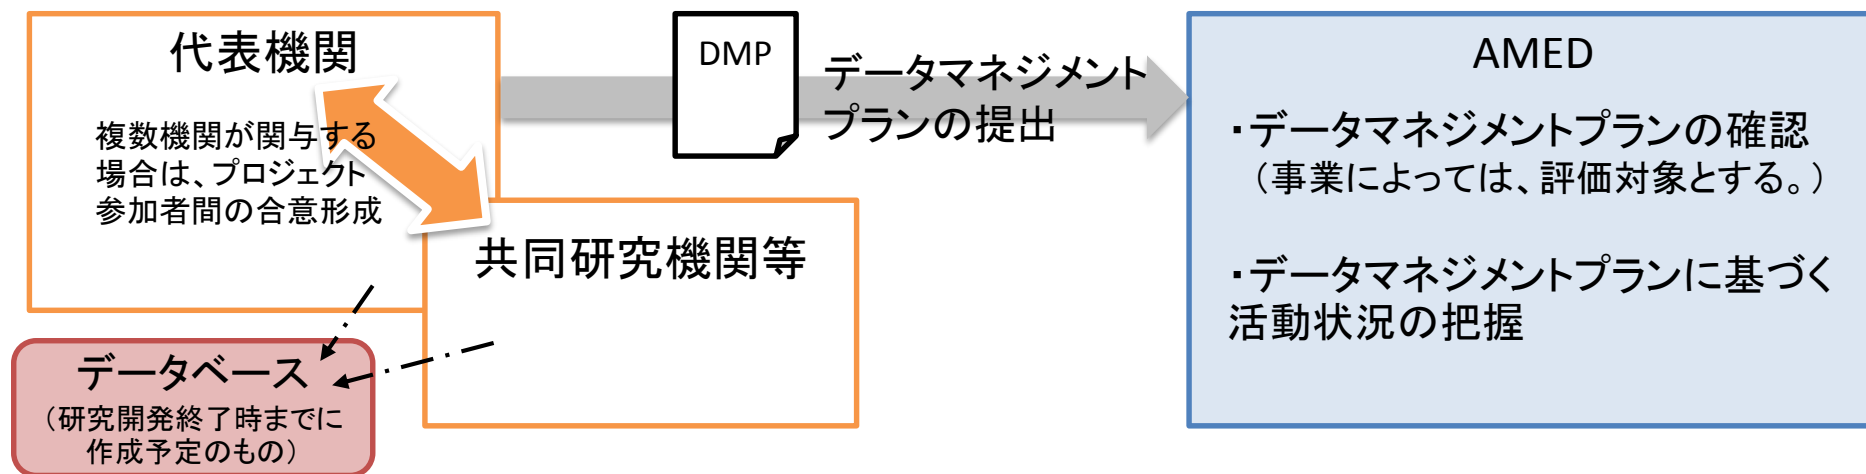 代表機関
複数機関が関与する
場合は、プロジェクト
参加者間の合意形成
共同研究機関等
データベース
（研究開発終了時までに
作成予定のもの）
DMP
データマネジメント
プランの提出
AMED
・データマネジメントプランの確認
（事業によっては、評価対象とする。）
・データマネジメントプランに基づく
活動状況の把握